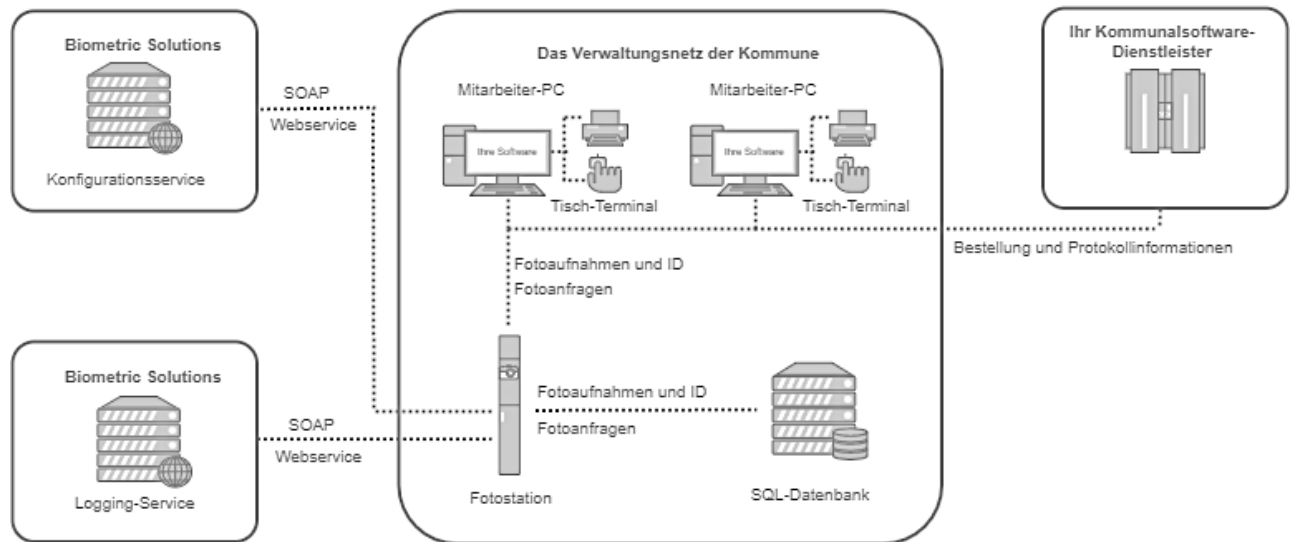 Biometric Solutions
Konfigurationsservice
SOAP
Webservice
Das Verwaltungsnetz der Kommune
Mitarbeiter-PC
Ihre Software
Tisch-Terminal
Mitarbeiter-PC
Ihre Software
Tisch-Terminal
Ihr Kommunalsoftware-
Dienstleister
Bestellung und Protokollinformationen
Fotoaufnahmen und ID
Fotoanfragen
Biometric Solutions
Logging-Service
SOAP
Webservice
Fotostation
Fotoaufnahmen und ID
Fotoanfragen
SQL-Datenbank